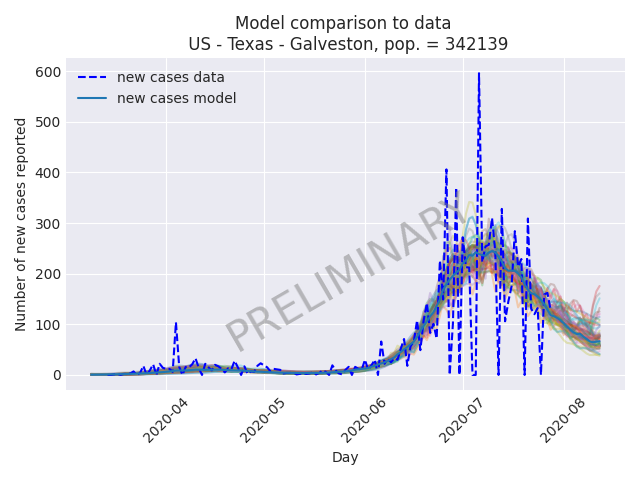 Model comparison to data
US - Texas - Galveston, pop. = 342139
new cases data
new cases model
Number of new cases reported
600
500
400
300
200
100
0
PRELIMINARY
2020-04
2020-05
2020-06
2020-07
2020-08
Day